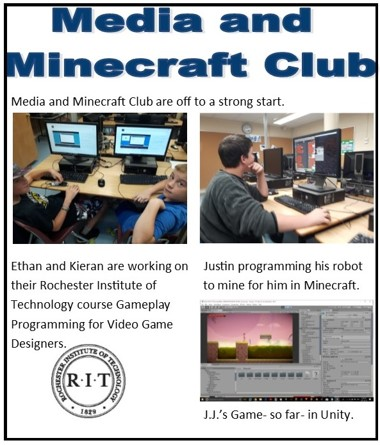 Media and
Minecraft Club
Media and Minecraft Club are off to a strong start.
Ethan and Kieran are working on
their Rochester Institute of
Technology course Gameplay
Programming for Video Game
Designers.
Justin programming his robot
to mine for him in Minecraft.
ROCHESTER INSTITUTE OF TECHNOLOGY
R·I·T
1829
J.J.'s Game- so far- in Unity.